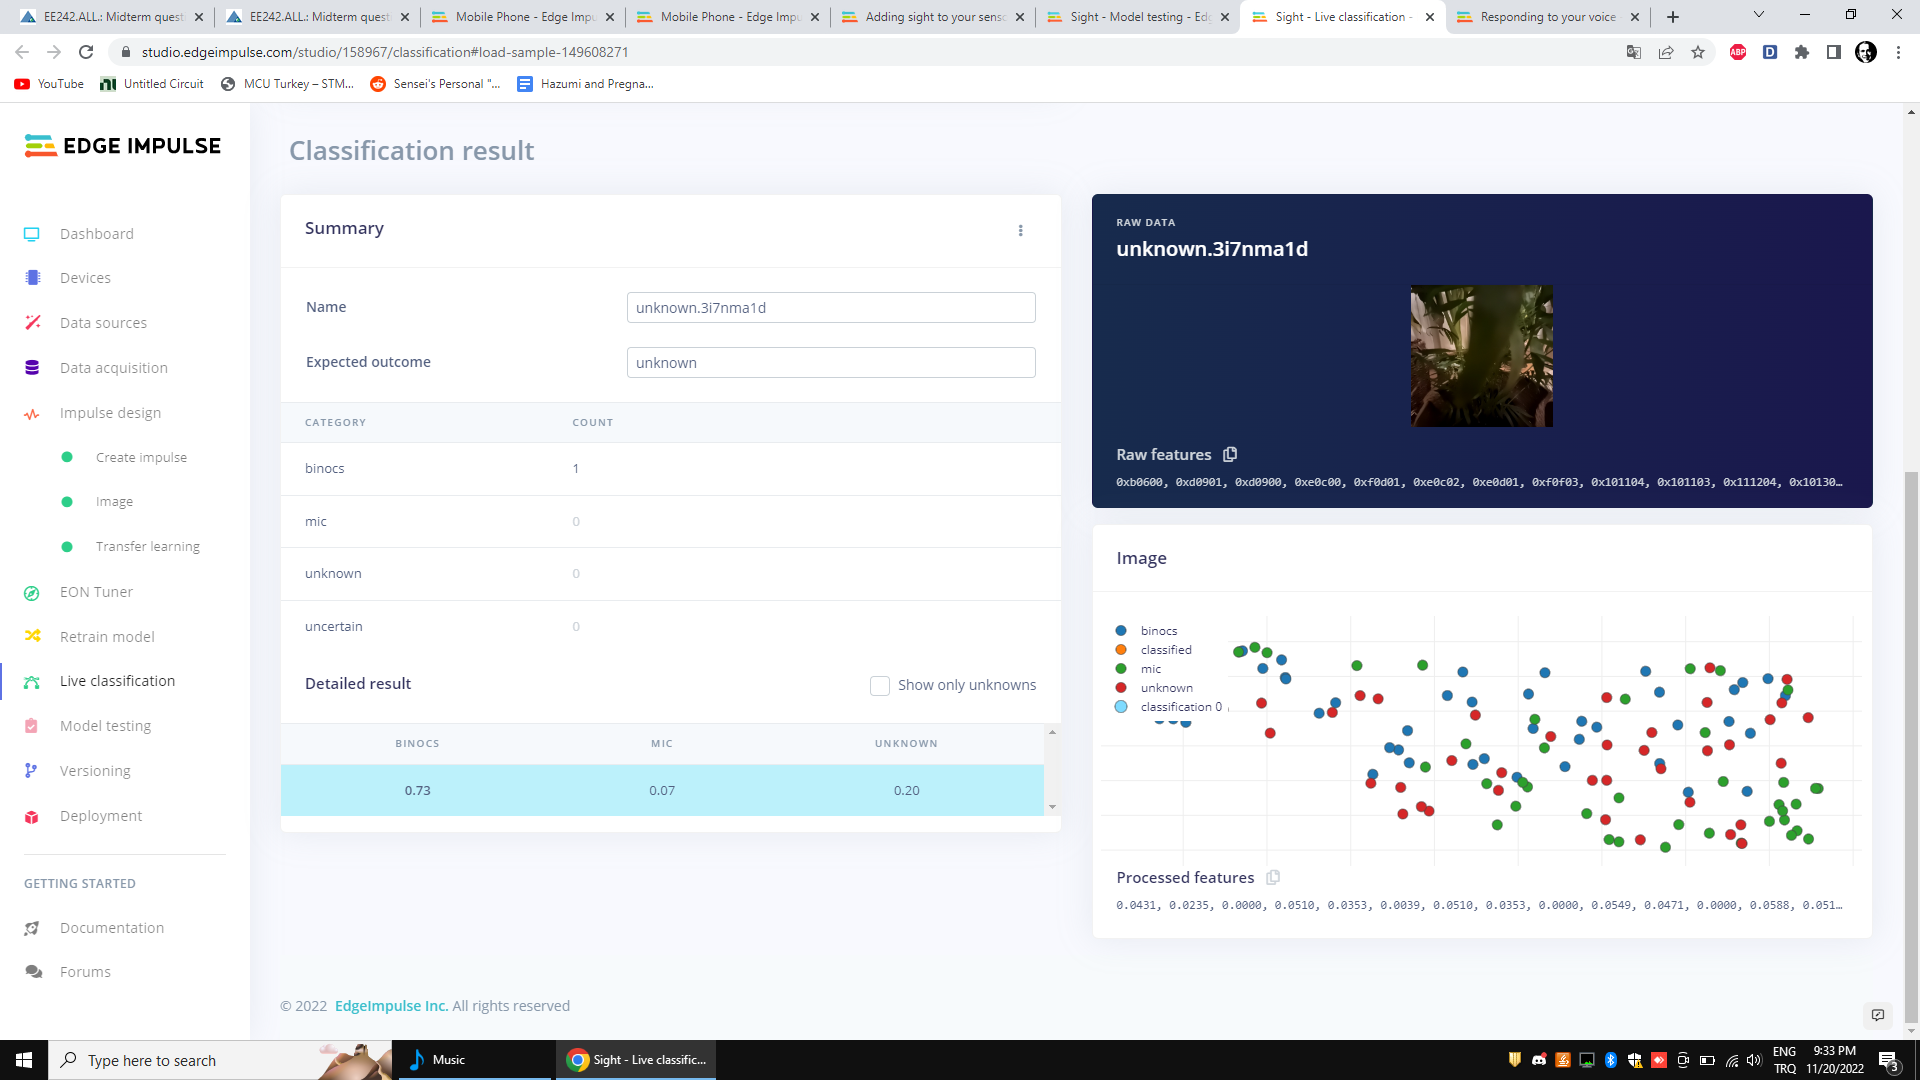 EE242.ALL.: Midterm quest
EE242.ALL.: Midterm quest
Mobile Phone - Edge Impu
Mobile Phone - Edge Impu
Adding sight to your senso
Sight - Model testing - Edg
Sight - Live classification -
Responding to your voice
studio.edgeimpulse.com/studio/158967/classification#load-sample-149608271
ABP
D
YouTube
Untitled Circuit
MCU Turkey – STM...
Sensei's Personal "...
Hazumi and Pregna...
EDGE IMPULSE
Dashboard
Devices
Data sources
Data acquisition
Impulse design
Create impulse
Image
Transfer learning
EON Tuner
Retrain model
Live classification
Model testing
Versioning
Deployment
GETTING STARTED
Documentation
Forums
Classification result
Summary
Name
unknown.3i7nma1d
Expected outcome
unknown
CATEGORY COUNT
binocs 1
mic 0
unknown 0
uncertain 0
Detailed result
Show only unknowns
BINOCS MIC UNKNOWN
0.73 0.07 0.20
RAW DATA
unknown.3i7nma1d
Raw features
0xb0600, 0xd0901, 0xd0900, 0xe0c00, 0xf0d01, 0xe0c02, 0xe0d01, 0xf0f03, 0x101104, 0x101103, 0x111204, 0x10130…
Image
binocs
classified
mic
unknown
classification 0
Processed features
0.0431, 0.0235, 0.0000, 0.0510, 0.0353, 0.0039, 0.0510, 0.0353, 0.0000, 0.0549, 0.0471, 0.0000, 0.0588, 0.051…
© 2022 EdgeImpulse Inc. All rights reserved
Type here to search
Music
Sight - Live classific...
ENG
TRQ
9:33 PM
11/20/2022
3